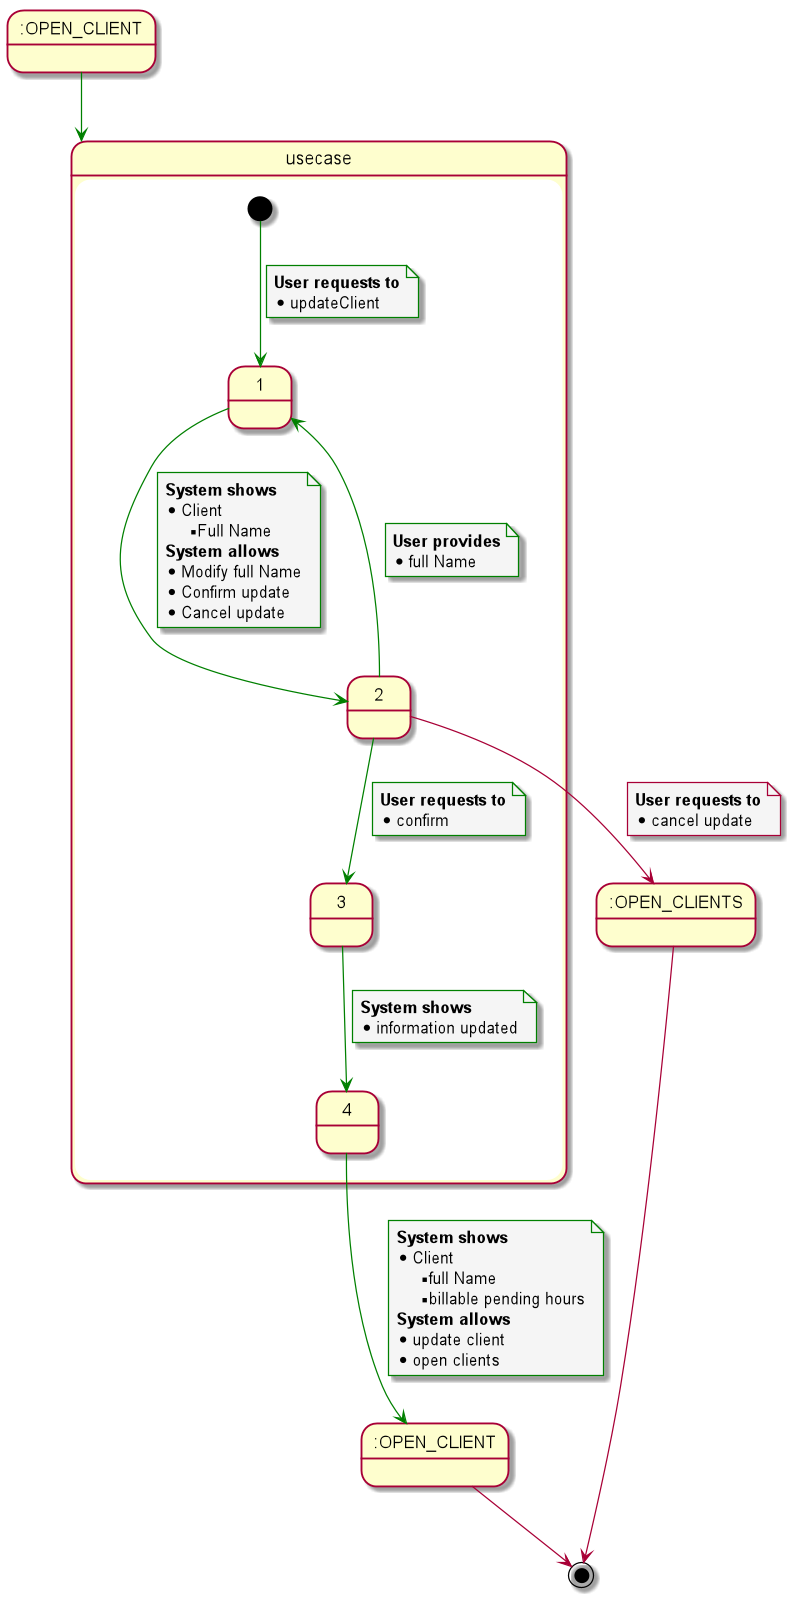 :OPEN_CLIENT
usecase
User requests to
• updateClient
1
System shows
• Client
▪ Full Name
System allows
• Modify full Name
• Confirm update
• Cancel update
User provides
• full Name
2
User requests to
• confirm
User requests to
• cancel update
3
:OPEN_CLIENTS
System shows
• information updated
4
System shows
• Client
▪ full Name
▪ billable pending hours
System allows
• update client
• open clients
:OPEN_CLIENT